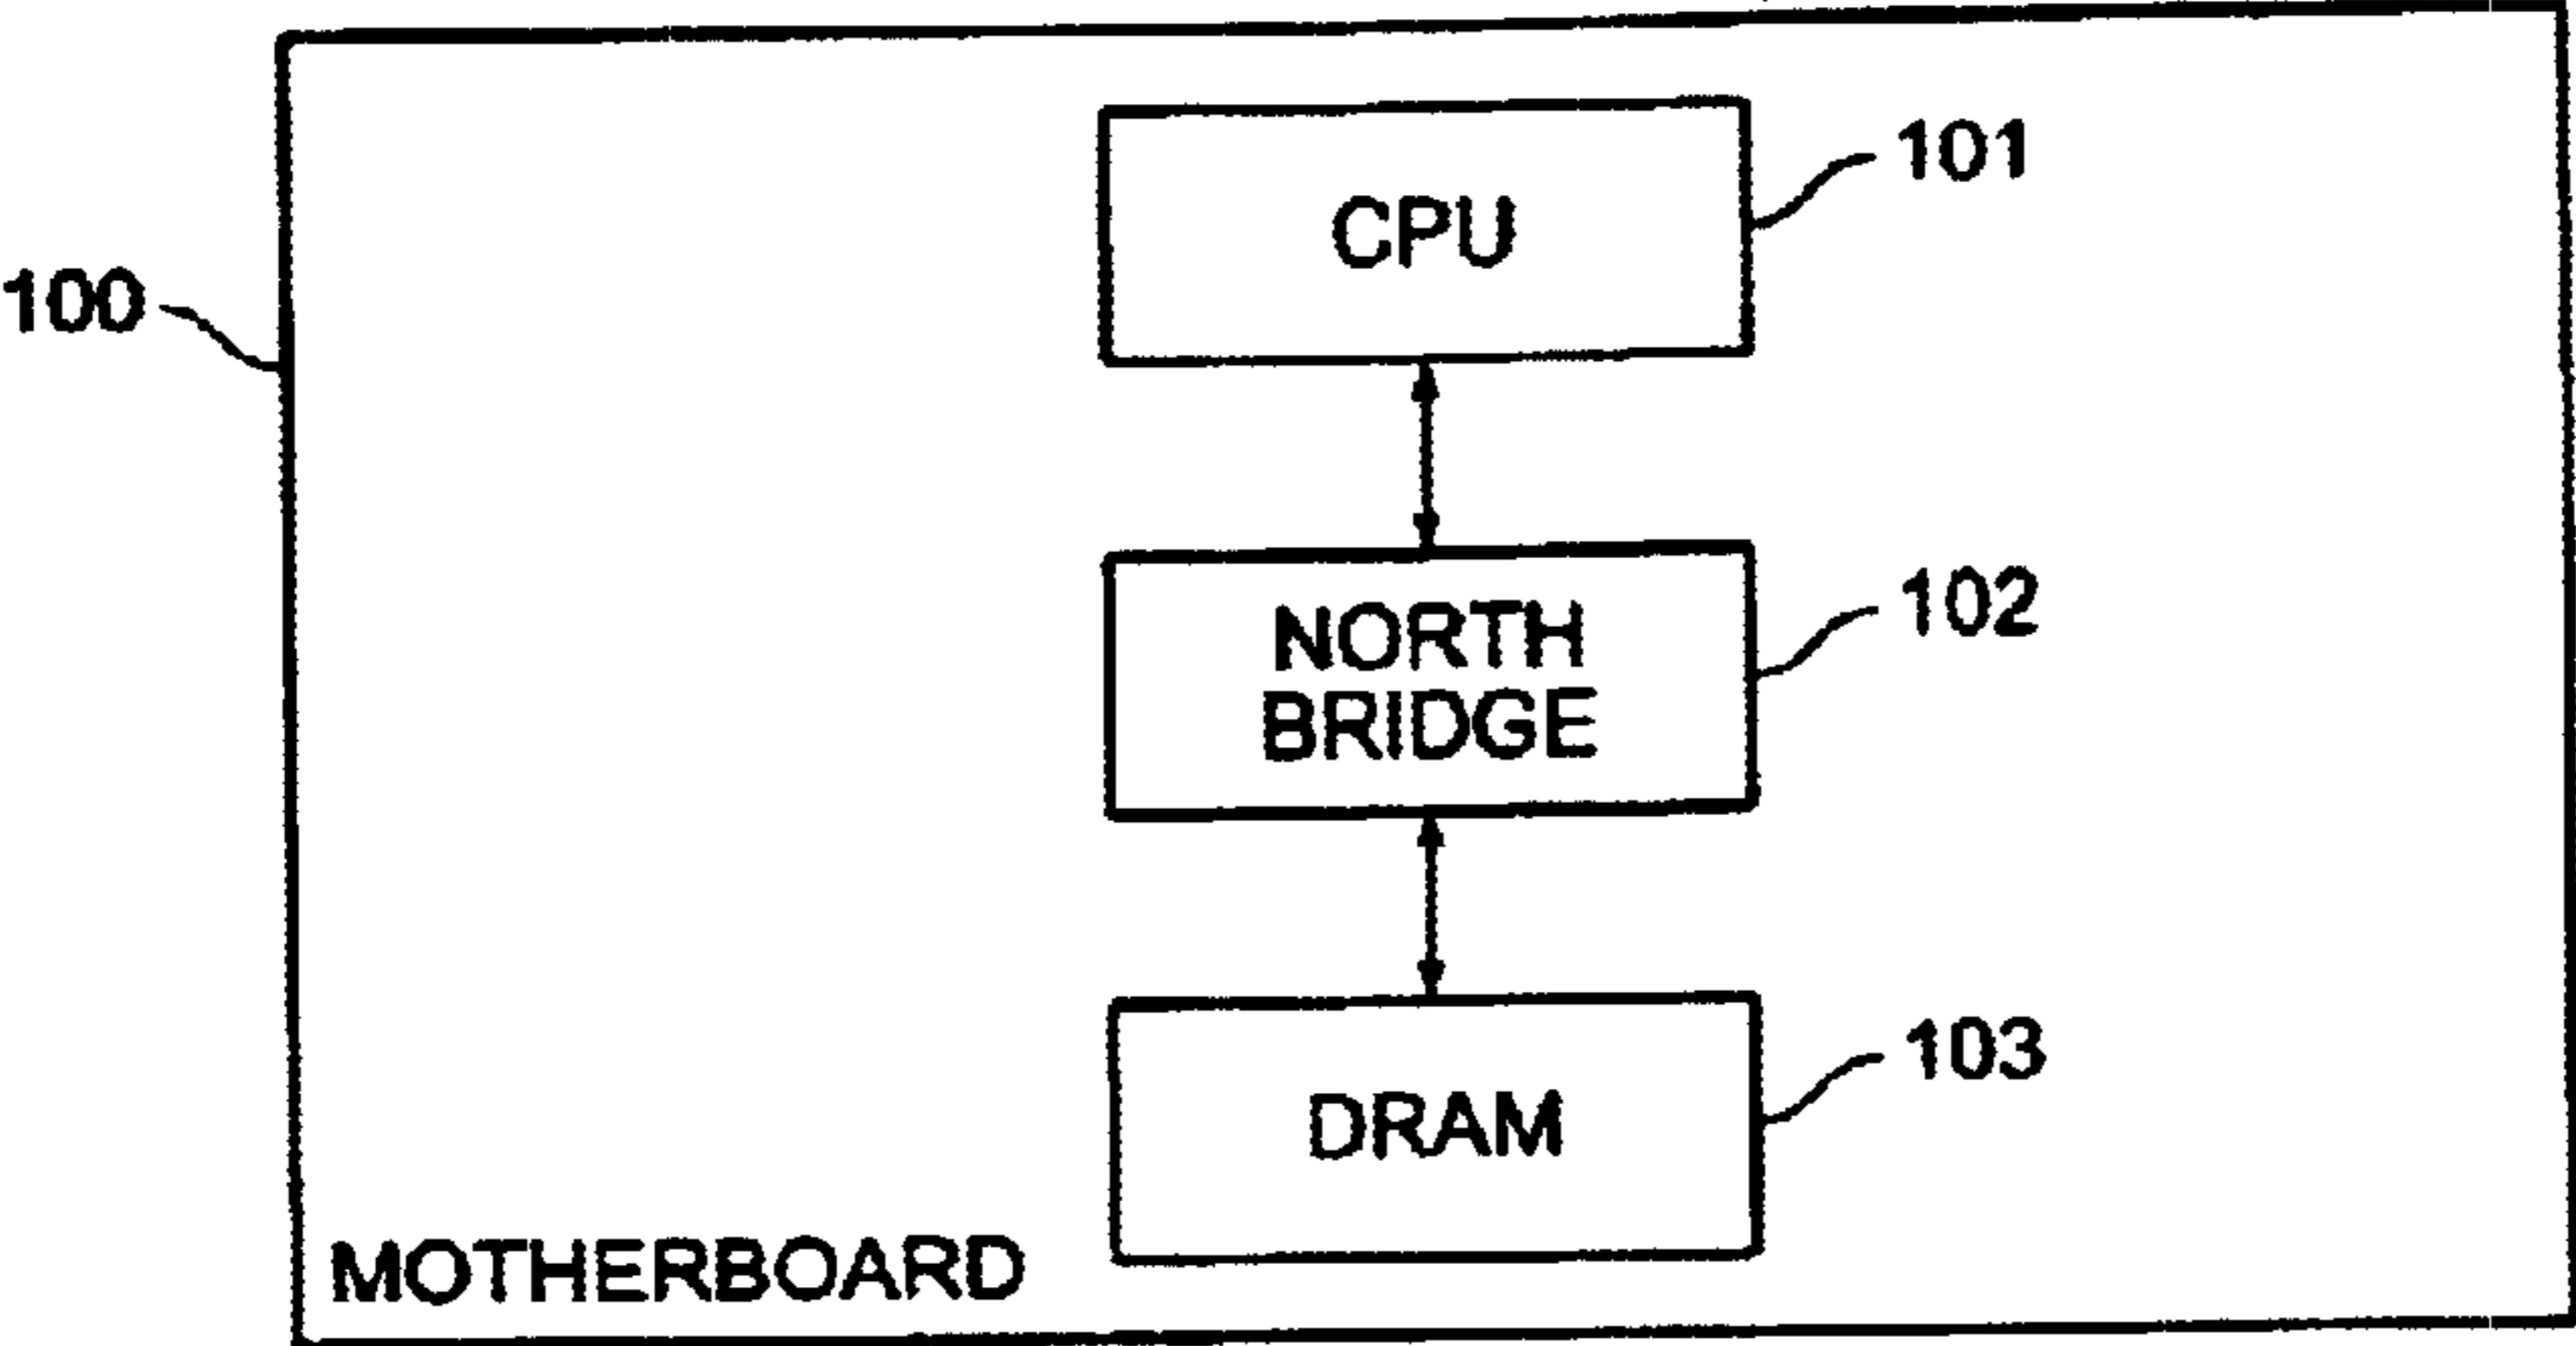 CPU
101
100
NORTH
BRIDGE
102
DRAM
103
MOTHERBOARD